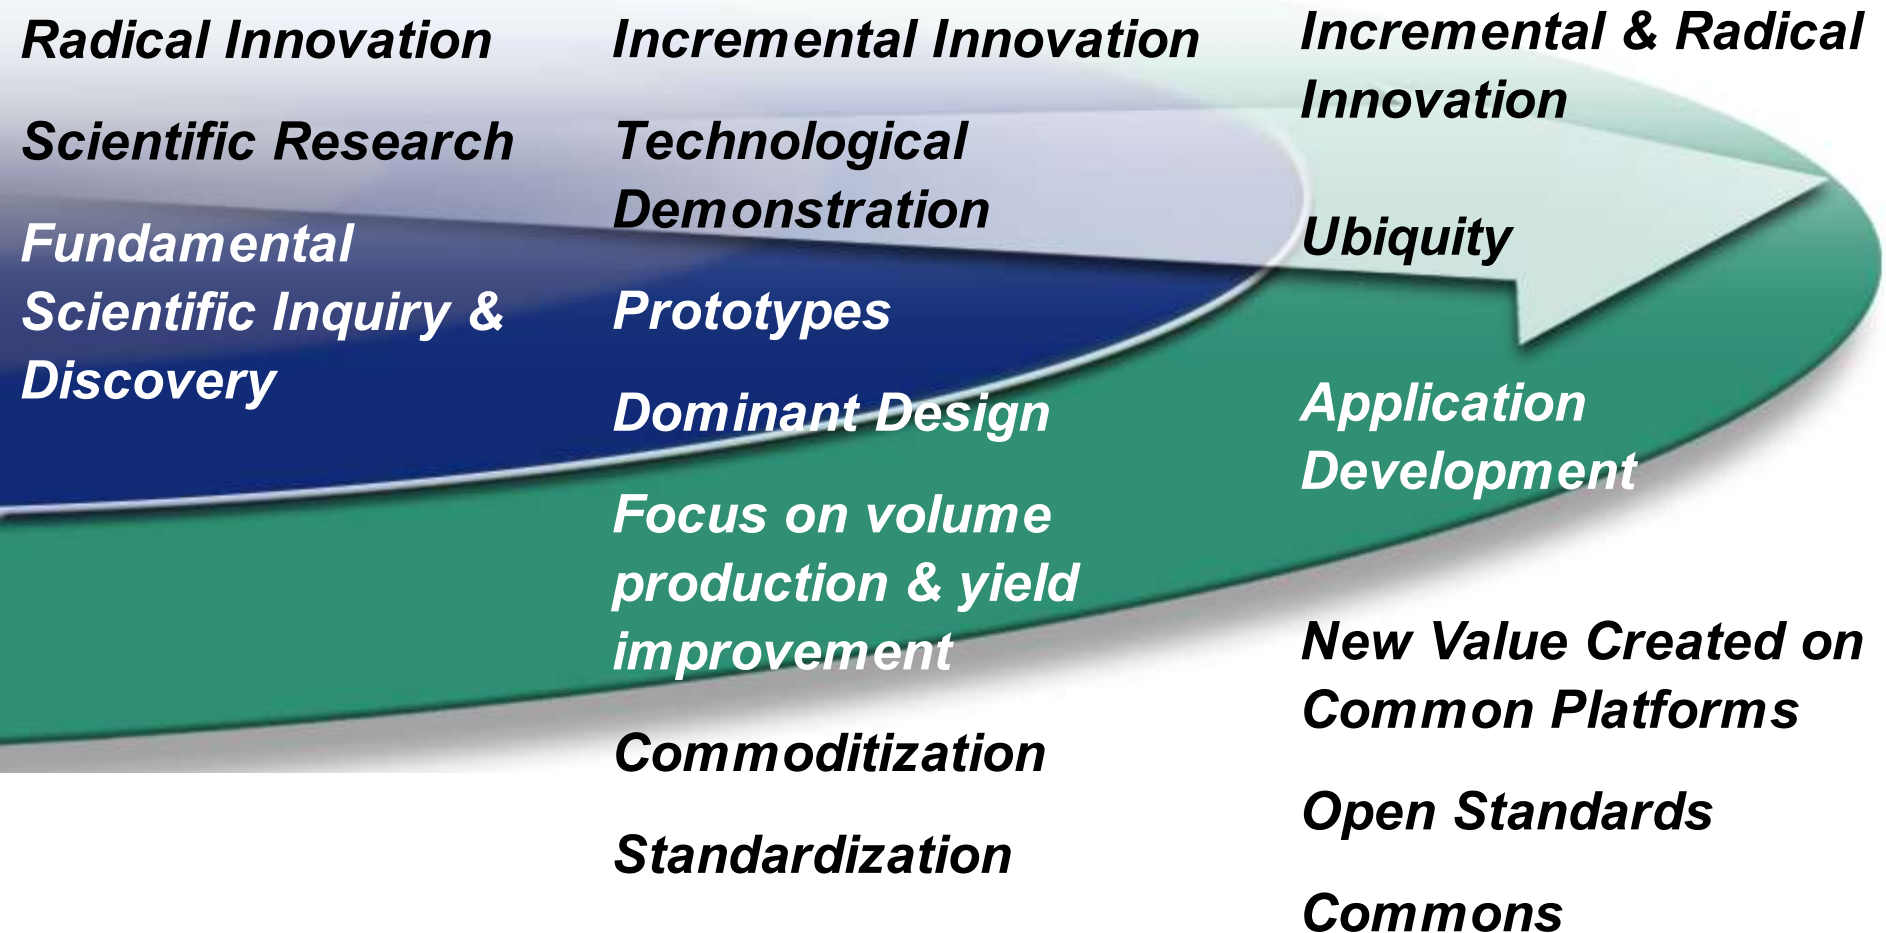 Radical Innovation
Scientific Research
Fundamental
Scientific Inquiry &
Discovery
Incremental Innovation
Technological
Demonstration
Prototypes
Dominant Design
Focus on volume
production & yield
improvement
Commoditization
Standardization
Incremental & Radical
Innovation
Ubiquity
Application
Development
New Value Created on
Common Platforms
Open Standards
Commons